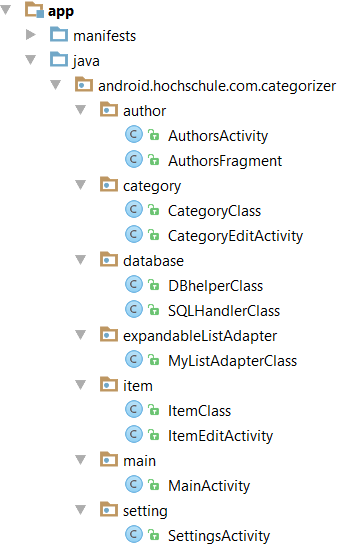 app
manifests
java
android.hochschule.com.categorizer
author
C AuthorsActivity
C AuthorsFragment
category
C CategoryClass
C CategoryEditActivity
database
C DBhelperClass
C SQLHandlerClass
expandableListAdapter
C MyListAdapterClass
item
C ItemClass
C ItemEditActivity
main
C MainActivity
setting
C SettingsActivity